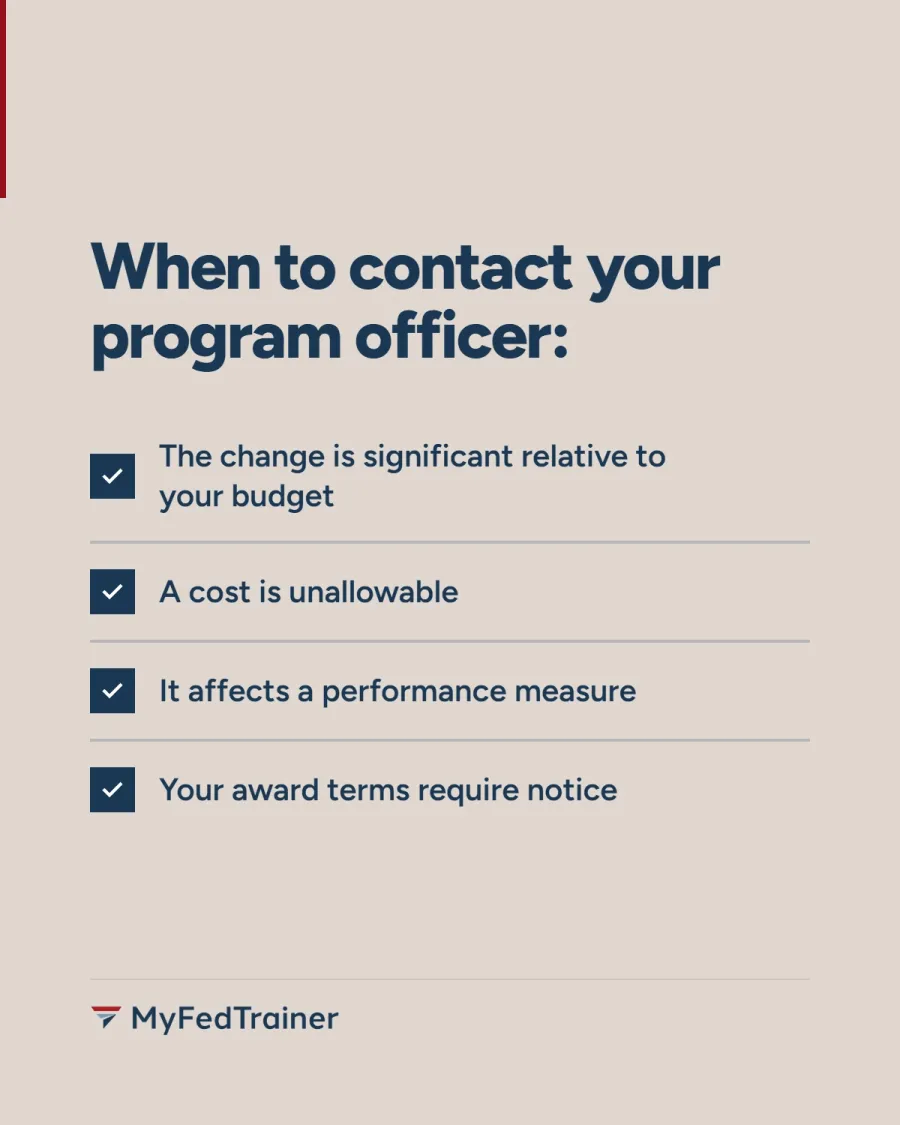 When to contact your
program officer:
The change is significant relative to
your budget
A cost is unallowable
It affects a performance measure
Your award terms require notice
MyFedTrainer